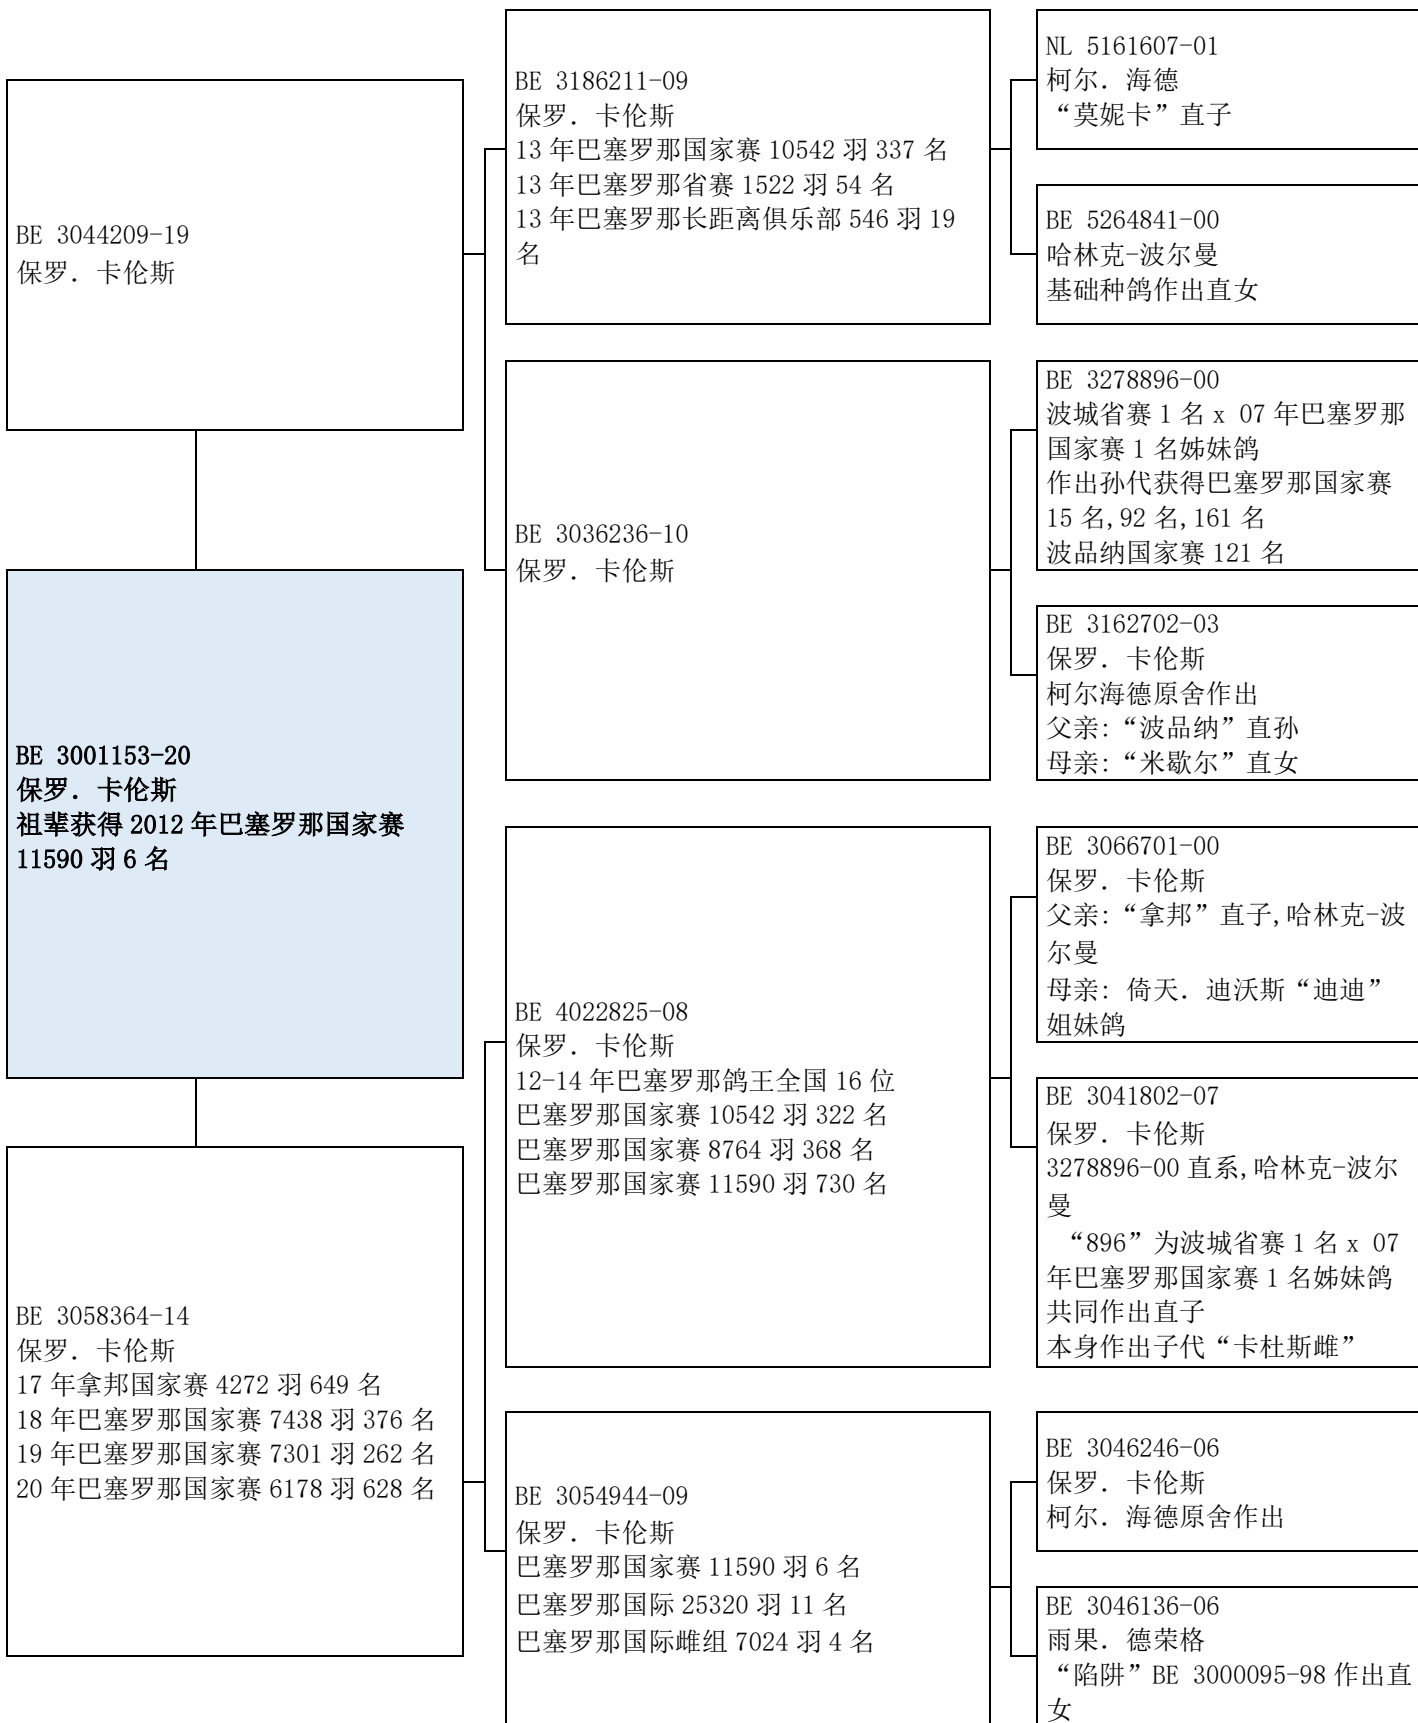 BE 3044209-19
保罗．卡伦斯
BE 3001153-20
保罗．卡伦斯
祖辈获得 2012 年巴塞罗那国家赛
11590 羽 6 名
BE 3058364-14
保罗．卡伦斯
17 年拿邦国家赛 4272 羽 649 名
18 年巴塞罗那国家赛 7438 羽 376 名
19 年巴塞罗那国家赛 7301 羽 262 名
20 年巴塞罗那国家赛 6178 羽 628 名
BE 3186211-09
保罗．卡伦斯
13 年巴塞罗那国家赛 10542 羽 337 名
13 年巴塞罗那省赛 1522 羽 54 名
13 年巴塞罗那长距离俱乐部 546 羽 19
名
BE 3036236-10
保罗．卡伦斯
BE 4022825-08
保罗．卡伦斯
12-14 年巴塞罗那鸽王全国 16 位
巴塞罗那国家赛 10542 羽 322 名
巴塞罗那国家赛 8764 羽 368 名
巴塞罗那国家赛 11590 羽 730 名
BE 3054944-09
保罗．卡伦斯
巴塞罗那国家赛 11590 羽 6 名
巴塞罗那国际 25320 羽 11 名
巴塞罗那国际雌组 7024 羽 4 名
NL 5161607-01
柯尔．海德
“莫妮卡”直子
BE 5264841-00
哈林克-波尔曼
基础种鸽作出直女
BE 3278896-00
波城省赛 1 名 x 07 年巴塞罗那
国家赛 1 名姊妹鸽
作出孙代获得巴塞罗那国家赛
15 名,92 名,161 名
波品纳国家赛 121 名
BE 3162702-03
保罗．卡伦斯
柯尔海德原舍作出
父亲:“波品纳”直孙
母亲:“米歇尔”直女
BE 3066701-00
保罗．卡伦斯
父亲:“拿邦”直子,哈林克-波
尔曼
母亲: 倚天．迪沃斯“迪迪”
姐妹鸽
BE 3041802-07
保罗．卡伦斯
3278896-00 直系,哈林克-波尔
曼
“896”为波城省赛 1 名 x 07
年巴塞罗那国家赛 1 名姊妹鸽
共同作出直子
本身作出子代“卡杜斯雌”
BE 3046246-06
保罗．卡伦斯
柯尔．海德原舍作出
BE 3046136-06
雨果．德荣格
“陷阱”BE 3000095-98 作出直
女